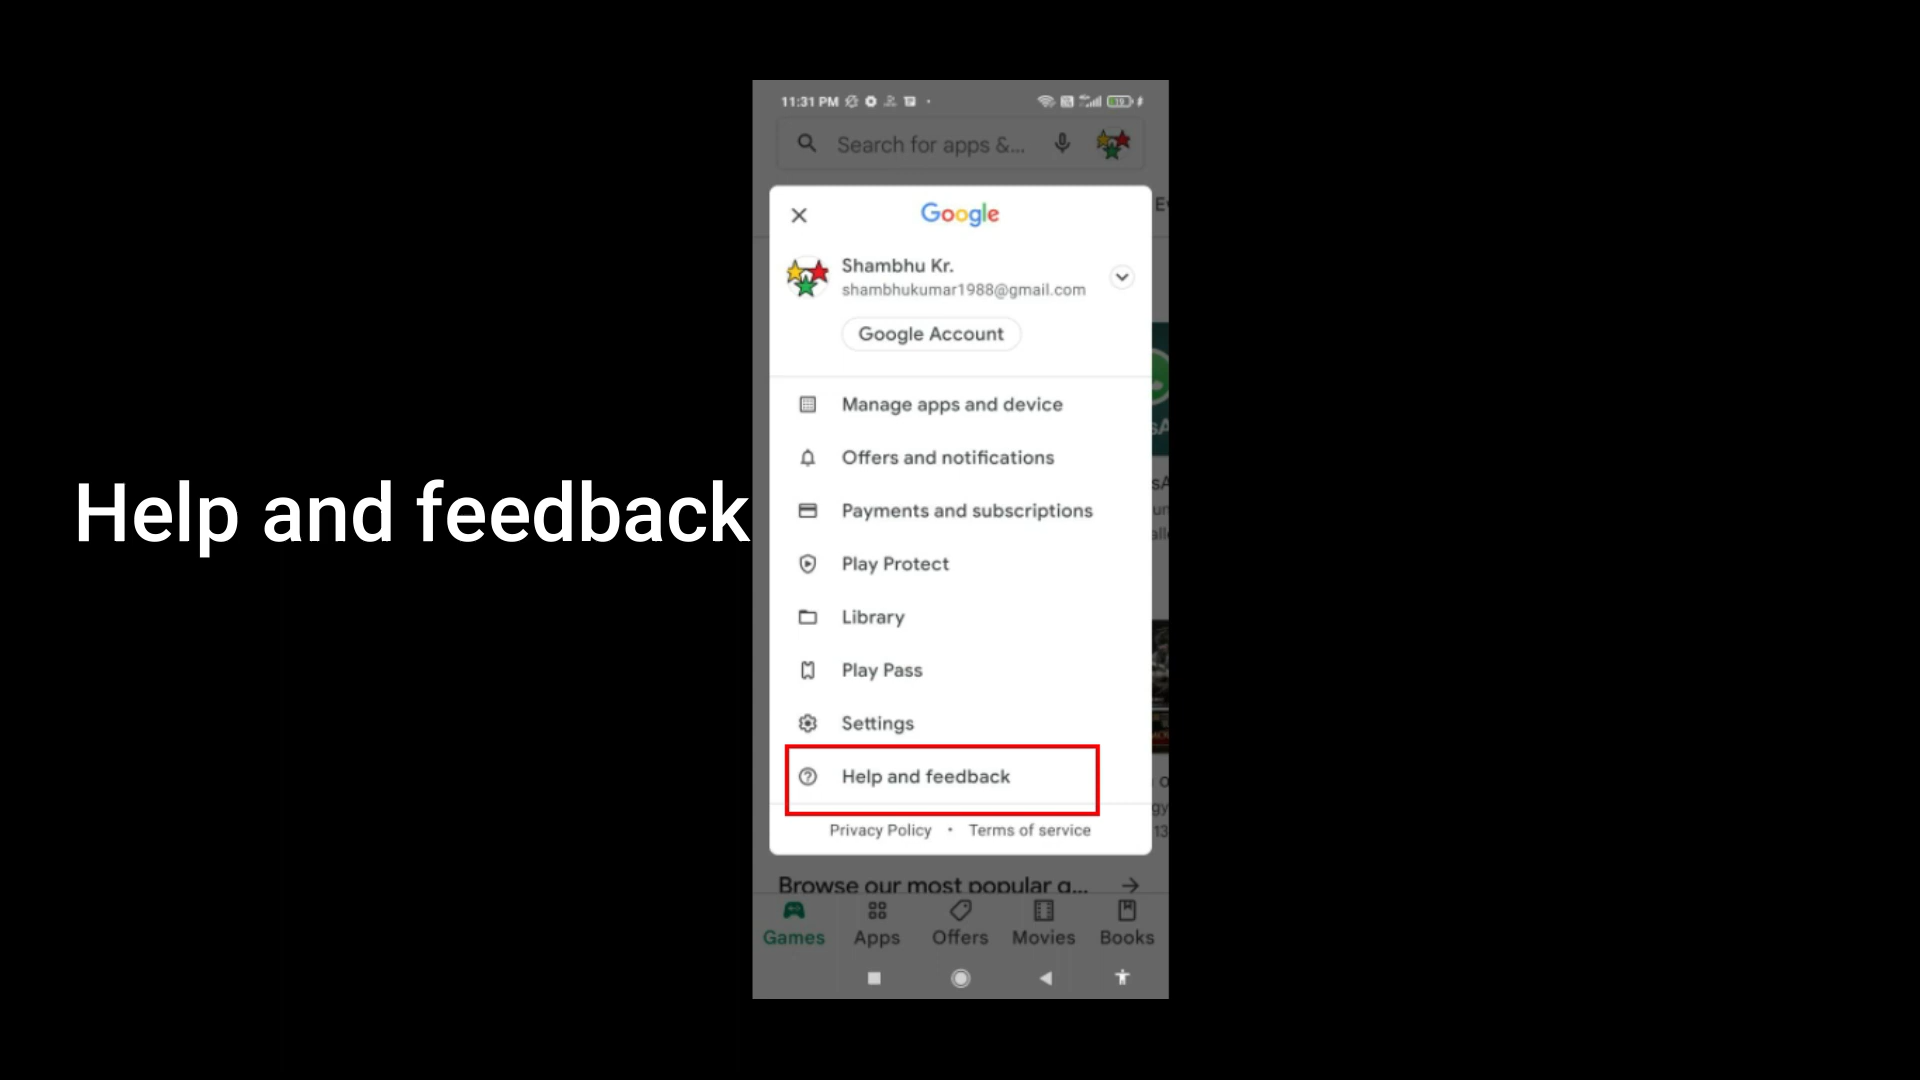 11:31 PM
Search for apps &...
Google
Shambhu Kr.
shambhukumar1988@gmail.com
Google Account
Manage apps and device
Offers and notifications
Payments and subscriptions
Help and feedback
Play Protect
Library
Play Pass
Settings
Help and feedback
Privacy Policy • Terms of service
Browse our most popular g...
Games Apps Offers Movies Books